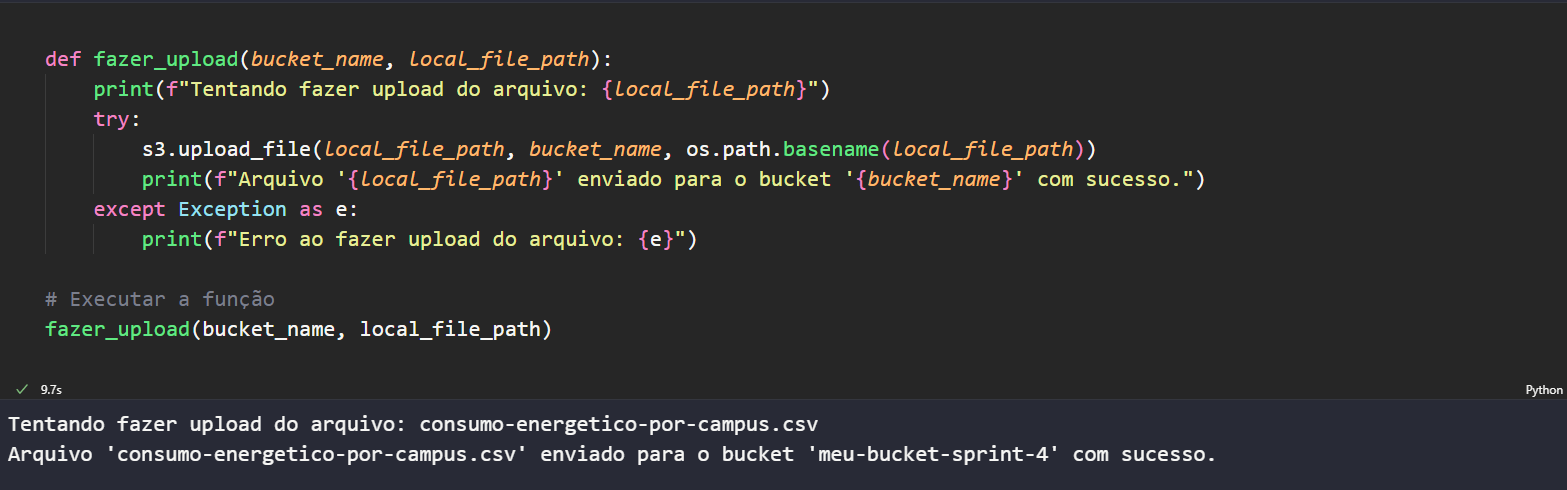 def fazer_upload(bucket_name, local_file_path):
    print(f"Tentando fazer upload do arquivo: {local_file_path}")
    try:
        s3.upload_file(local_file_path, bucket_name, os.path.basename(local_file_path))
        print(f"Arquivo '{local_file_path}' enviado para o bucket '{bucket_name}' com sucesso.")
    except Exception as e:
        print(f"Erro ao fazer upload do arquivo: {e}")
# Executar a função
fazer_upload(bucket_name, local_file_path)
9.7s
Python
Tentando fazer upload do arquivo: consumo-energetico-por-campus.csv
Arquivo 'consumo-energetico-por-campus.csv' enviado para o bucket 'meu-bucket-sprint-4' com sucesso.